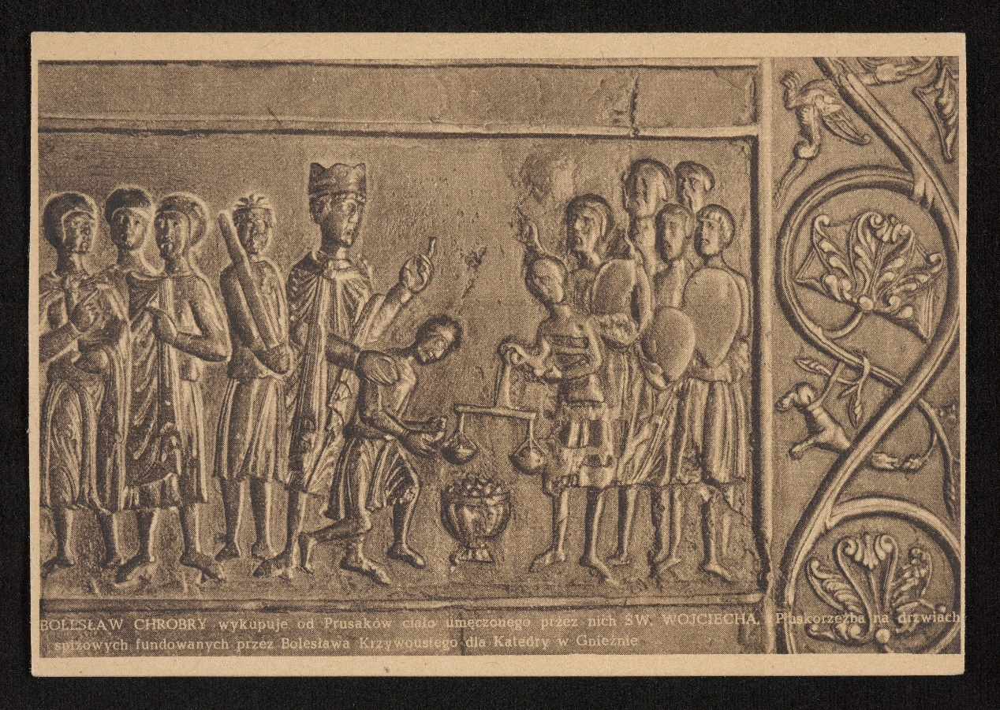 BOLESŁAW CHROBRY wykupuje od Prusaków ciało umęczonego przez nich ŚW. WOJCIECHA. Płaskorzeźba na drzwiach
spiżowych fundowanych przez Bolesława Krzywoustego dla Katedry w Gnieźnie